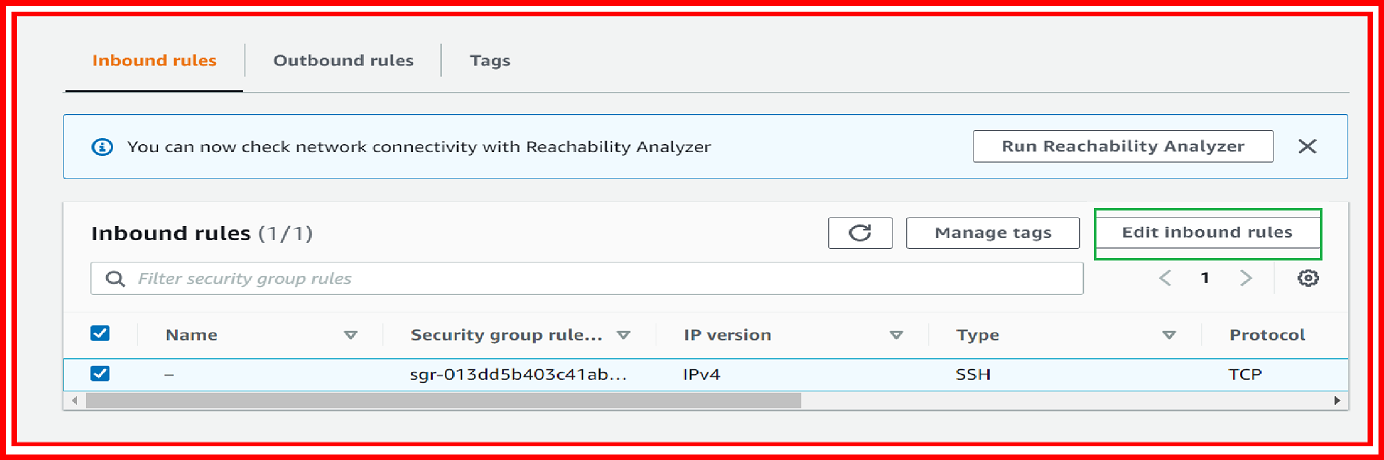 Inbound rules Outbound rules Tags
You can now check network connectivity with Reachability Analyzer Run Reachability Analyzer
Inbound rules (1/1) Manage tags Edit inbound rules
Filter security group rules 1
Name Security group rule... IP version Type Protocol
– sgr-013dd5b403c41ab... IPv4 SSH TCP